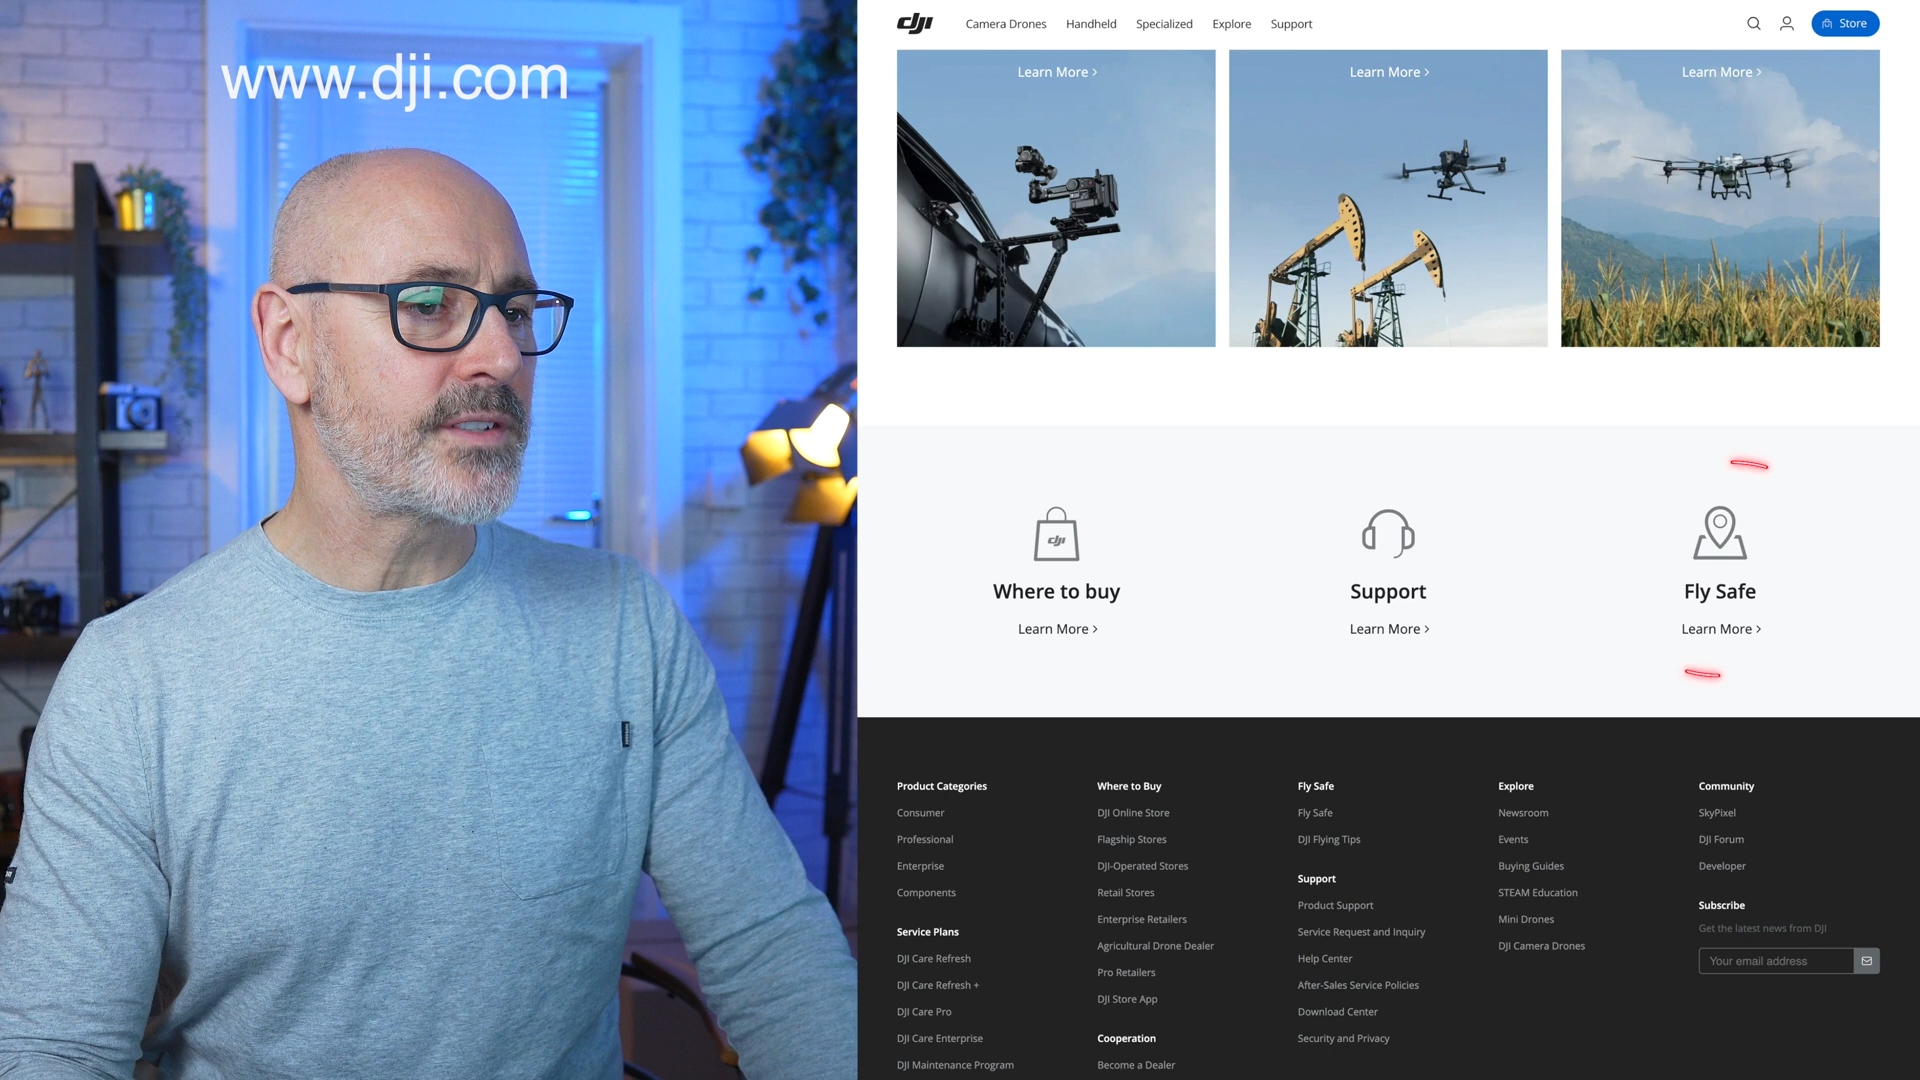 www.dji.com
dji
Camera Drones
Handheld
Specialized
Explore
Support
Store
Learn More >
Learn More >
Learn More >
dji
Where to buy
Learn More >
Support
Learn More >
Fly Safe
Learn More >
Product Categories
Consumer
Professional
Enterprise
Components
Service Plans
DJI Care Refresh
DJI Care Refresh +
DJI Care Pro
DJI Care Enterprise
DJI Maintenance Program
Where to Buy
DJI Online Store
Flagship Stores
DJI-Operated Stores
Retail Stores
Enterprise Retailers
Agricultural Drone Dealer
Pro Retailers
DJI Store App
Cooperation
Become a Dealer
Fly Safe
Fly Safe
DJI Flying Tips
Support
Product Support
Service Request and Inquiry
Help Center
After-Sales Service Policies
Download Center
Security and Privacy
Explore
Newsroom
Events
Buying Guides
STEAM Education
Mini Drones
DJI Camera Drones
Community
SkyPixel
DJI Forum
Developer
Subscribe
Get the latest news from DJI
Your email address